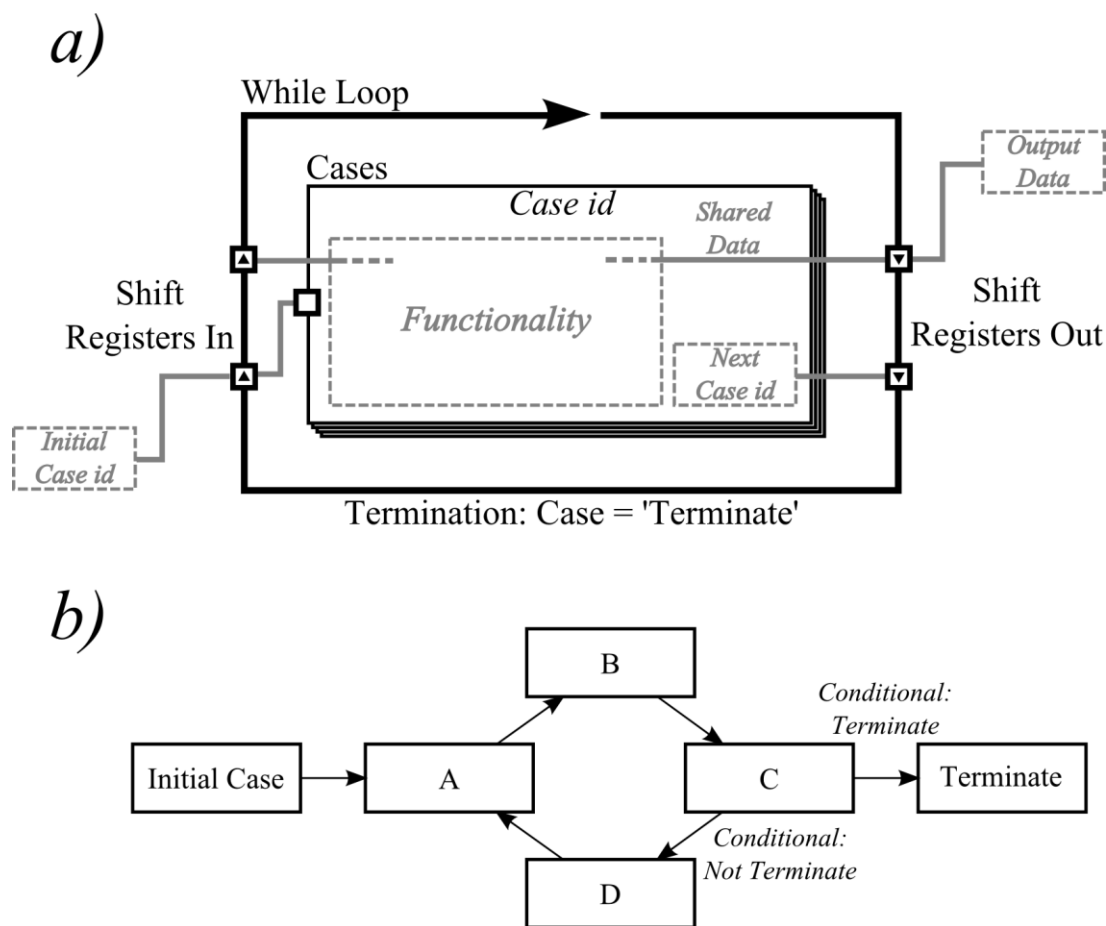 a)
While Loop
Cases
Case id
Shared
Data
Output
Data
Functionality
Shift
Registers In
Shift
Registers Out
Next
Case id
Initial
Case id
Termination: Case = 'Terminate'
b)
B
Conditional:
Terminate
Initial Case
A
C
Terminate
Conditional:
Not Terminate
D